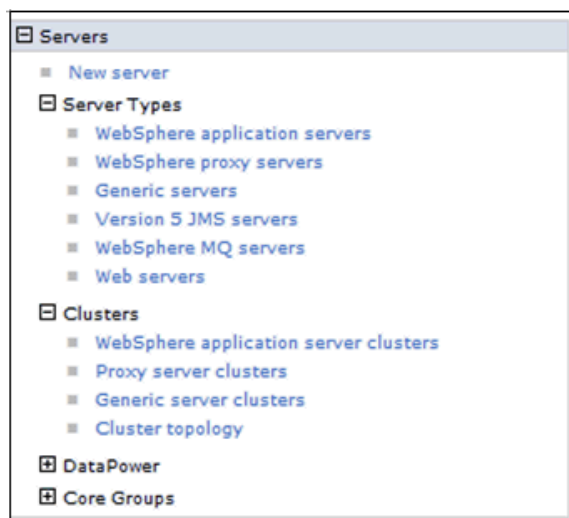 Servers
New server
Server Types
WebSphere application servers
WebSphere proxy servers
Generic servers
Version 5 JMS servers
WebSphere MQ servers
Web servers
Clusters
WebSphere application server clusters
Proxy server clusters
Generic server clusters
Cluster topology
DataPower
Core Groups